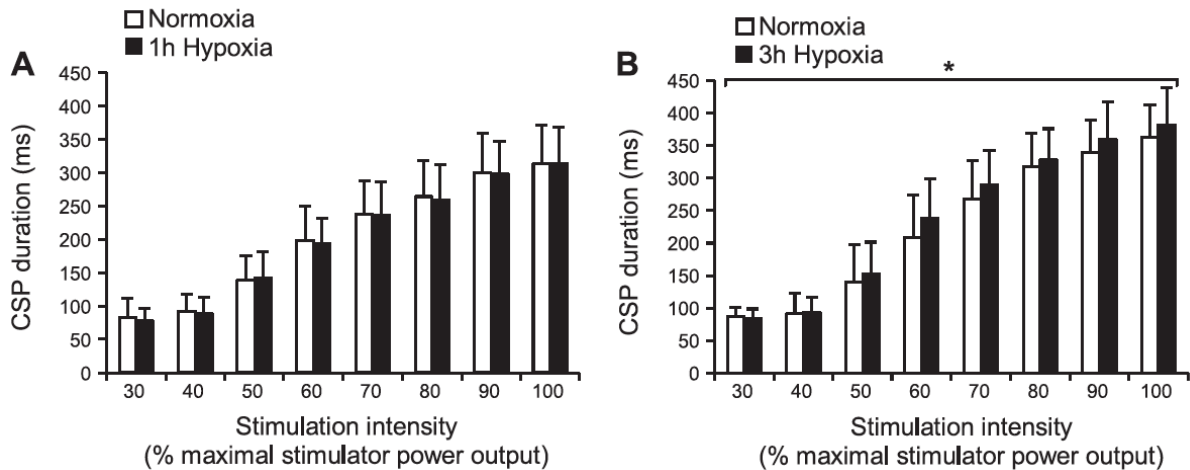 A
Normoxia
1h Hypoxia
CSP duration (ms)
450
400
350
300
250
200
150
100
50
0
30 40 50 60 70 80 90 100
Stimulation intensity
(% maximal stimulator power output)
B
Normoxia
3h Hypoxia
*
CSP duration (ms)
450
400
350
300
250
200
150
100
50
0
30 40 50 60 70 80 90 100
Stimulation intensity
(% maximal stimulator power output)